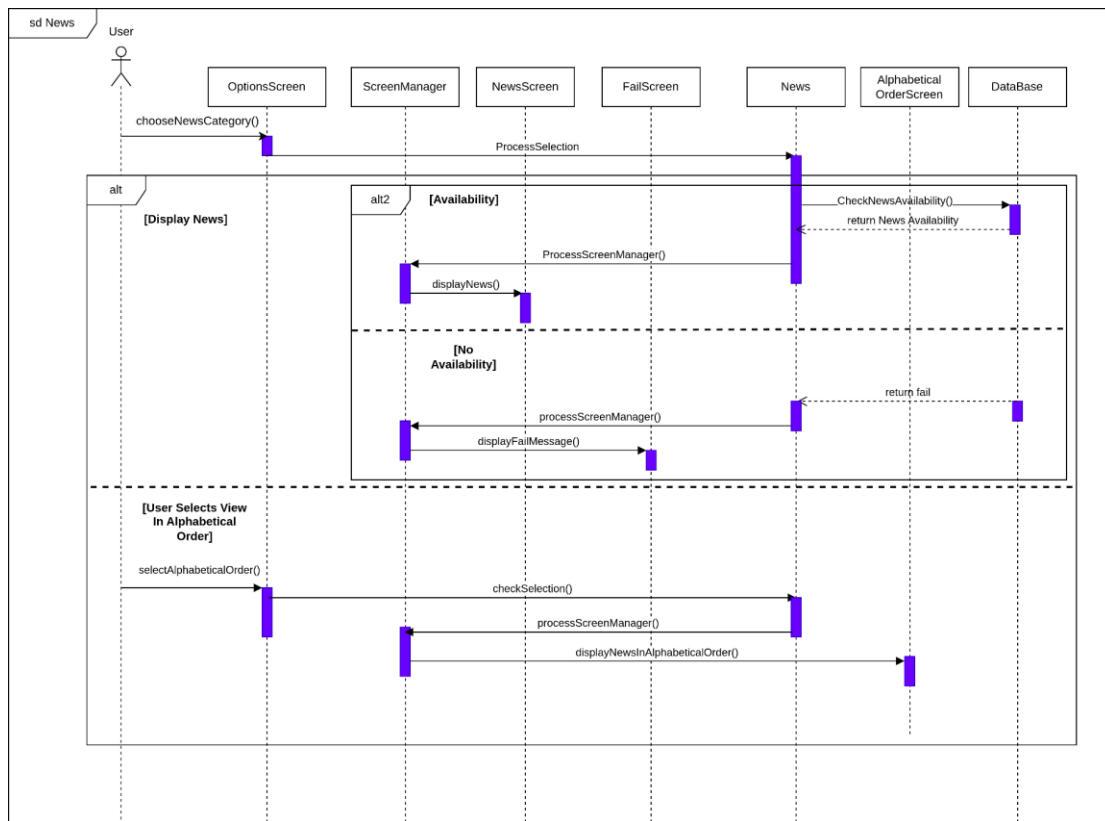 sd News
User
OptionsScreen
ScreenManager
NewsScreen
FailScreen
News
Alphabetical
OrderScreen
DataBase
chooseNewsCategory()
ProcessSelection
alt
[Display News]
alt2
[Availability]
CheckNewsAvailability()
return News Availability
ProcessScreenManager()
displayNews()
[No
Availability]
return fail
processScreenManager()
displayFailMessage()
[User Selects View
In Alphabetical
Order]
selectAlphabeticalOrder()
checkSelection()
processScreenManager()
displayNewsInAlphabeticalOrder()